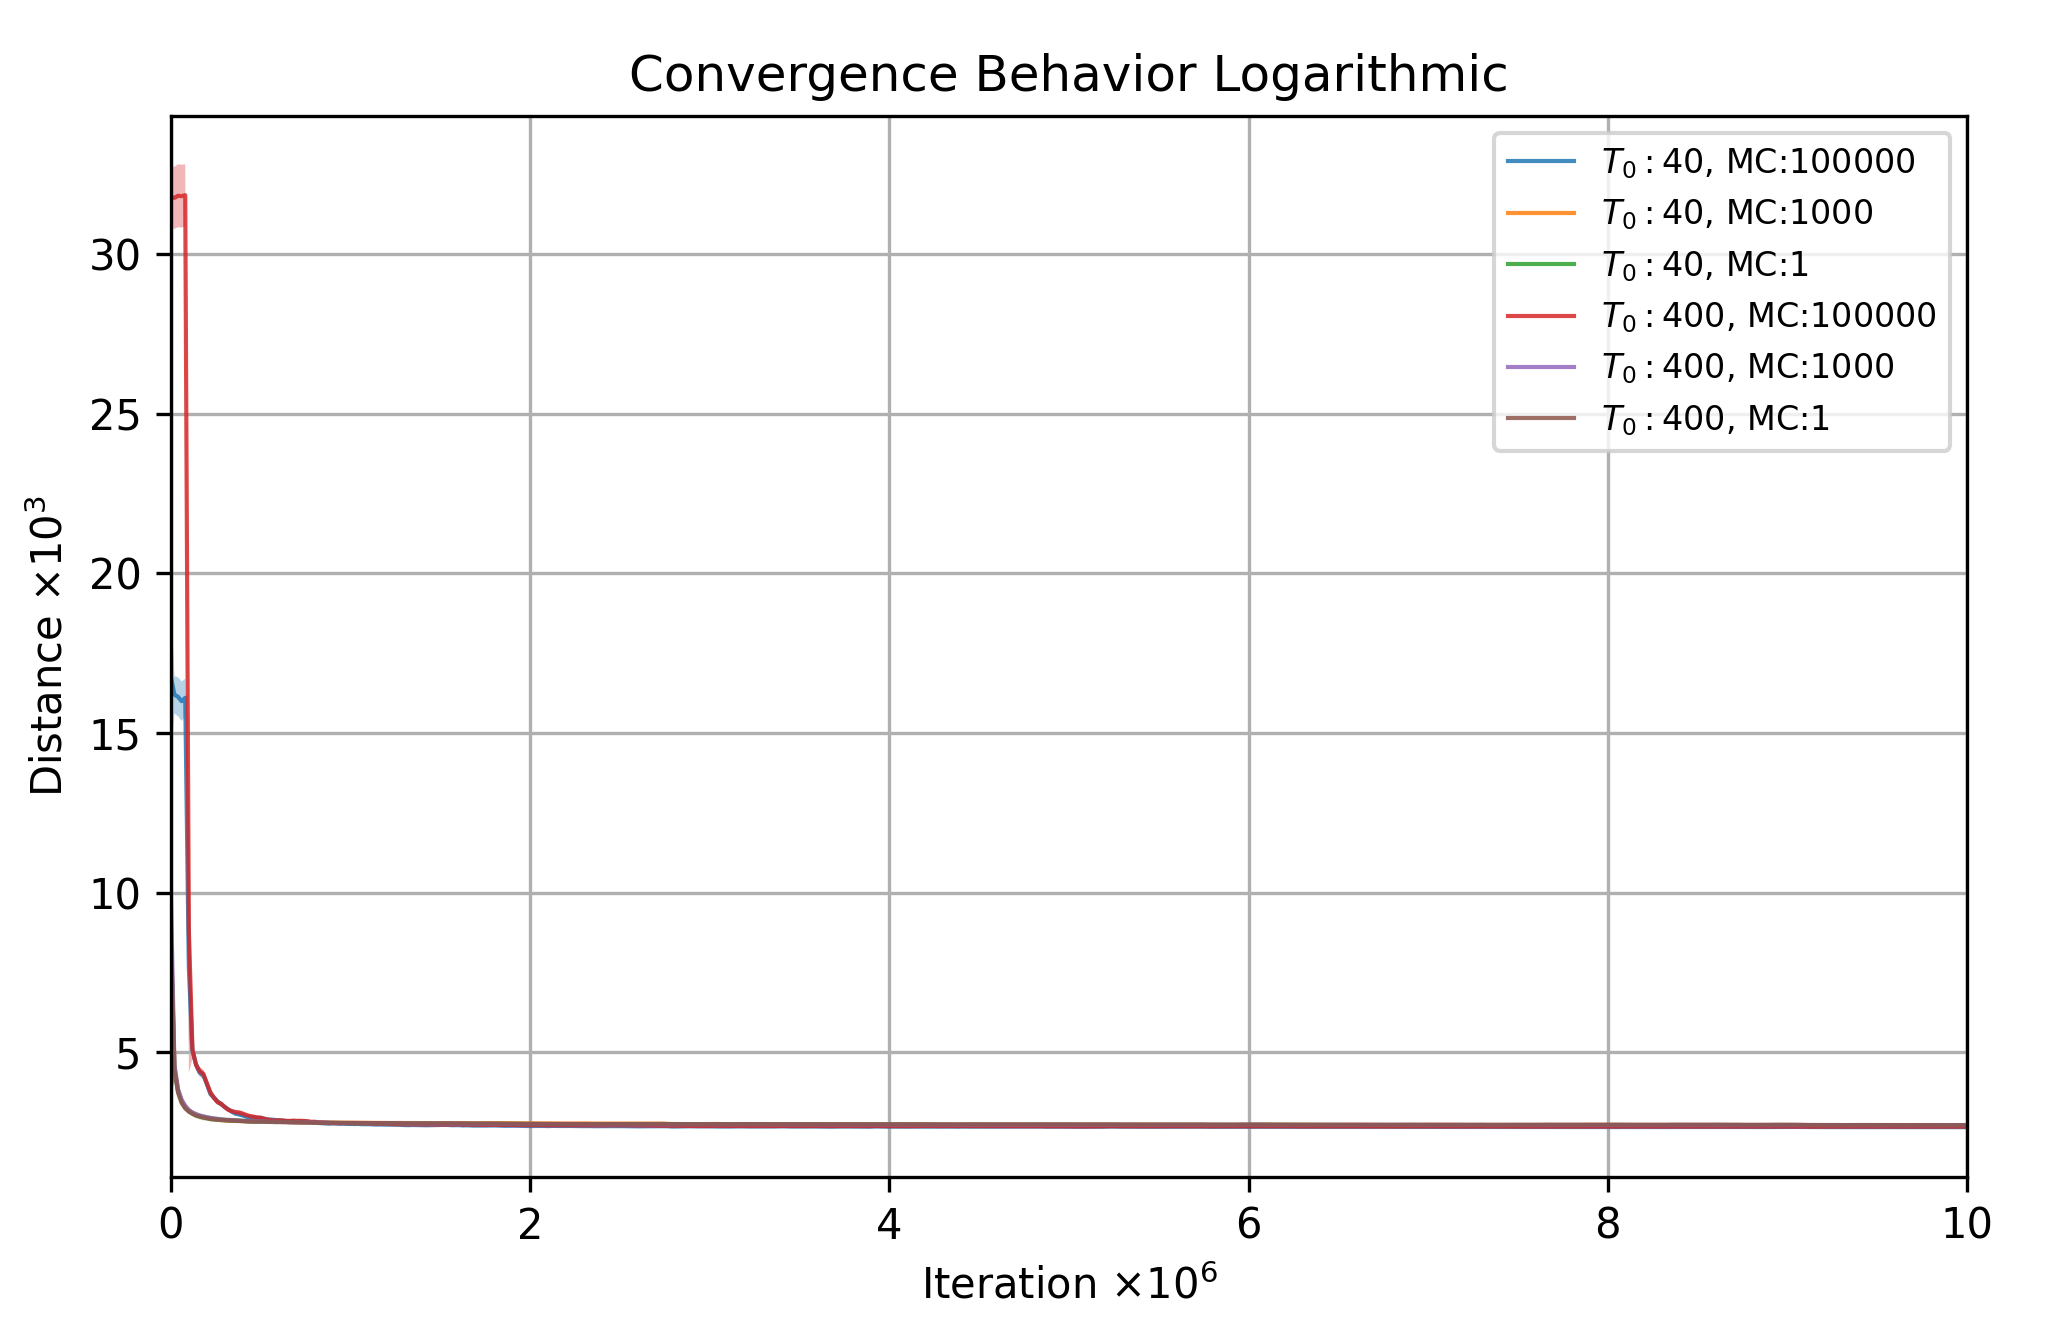 Convergence Behavior Logarithmic
T₀ : 40, MC:100000
T₀ : 40, MC:1000
T₀ : 40, MC:1
T₀ : 400, MC:100000
T₀ : 400, MC:1000
T₀ : 400, MC:1
Distance ×10³
30
25
20
15
10
5
0 2 4 6 8 10
Iteration ×10⁶